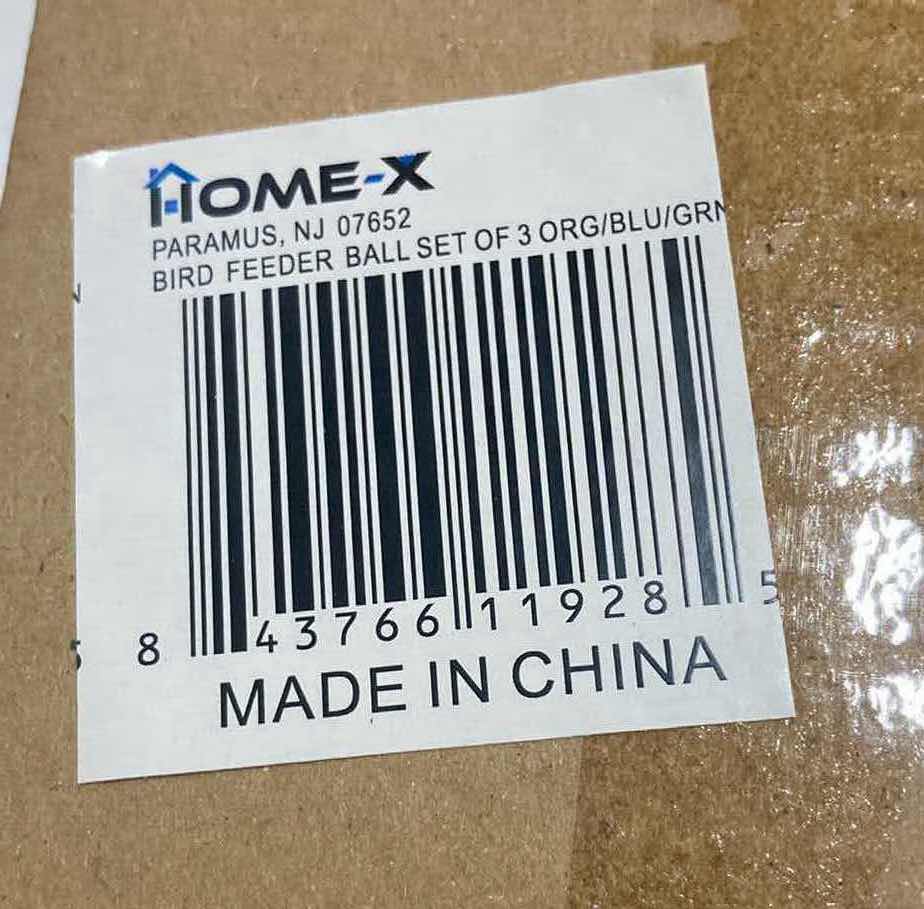 HOME-X
PARAMUS, NJ 07652
BIRD FEEDER BALL SET OF 3 ORG/BLU/GRN
8 43766 11928 5
MADE IN CHINA